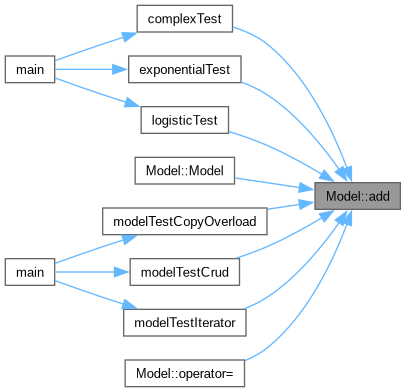 complexTest
main
exponentialTest
logisticTest
Model::Model
Model::add
modelTestCopyOverload
main
modelTestCrud
modelTestIterator
Model::operator=